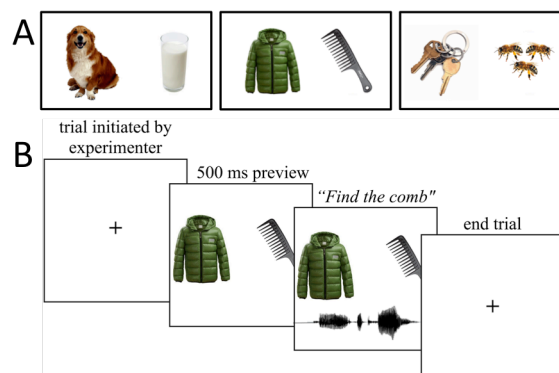 A
B
trial initiated by
experimenter
500 ms preview
“Find the comb"
end trial